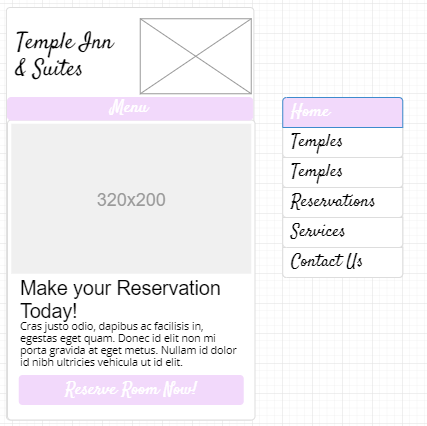 Temple Inn
& Suites
Menu
320x200
Make your Reservation
Today!
Cras justo odio, dapibus ac facilisis in,
egestas eget quam. Donec id elit non mi
porta gravida at eget metus. Nullam id dolor
id nibh ultricies vehicula ut id elit.
Reserve Room Now!
Home
Temples
Temples
Reservations
Services
Contact Us